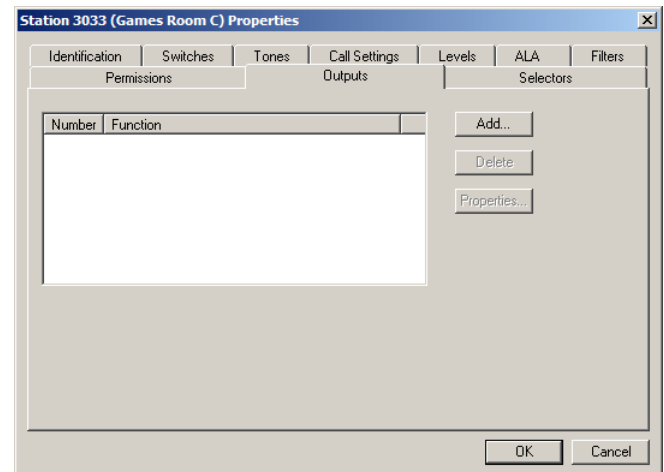 Station 3033 (Games Room C) Properties
Identification Switches Tones Call Settings Levels ALA Filters
Permissions Outputs Selectors
Number Function
Add...
Delete
Properties...
OK Cancel